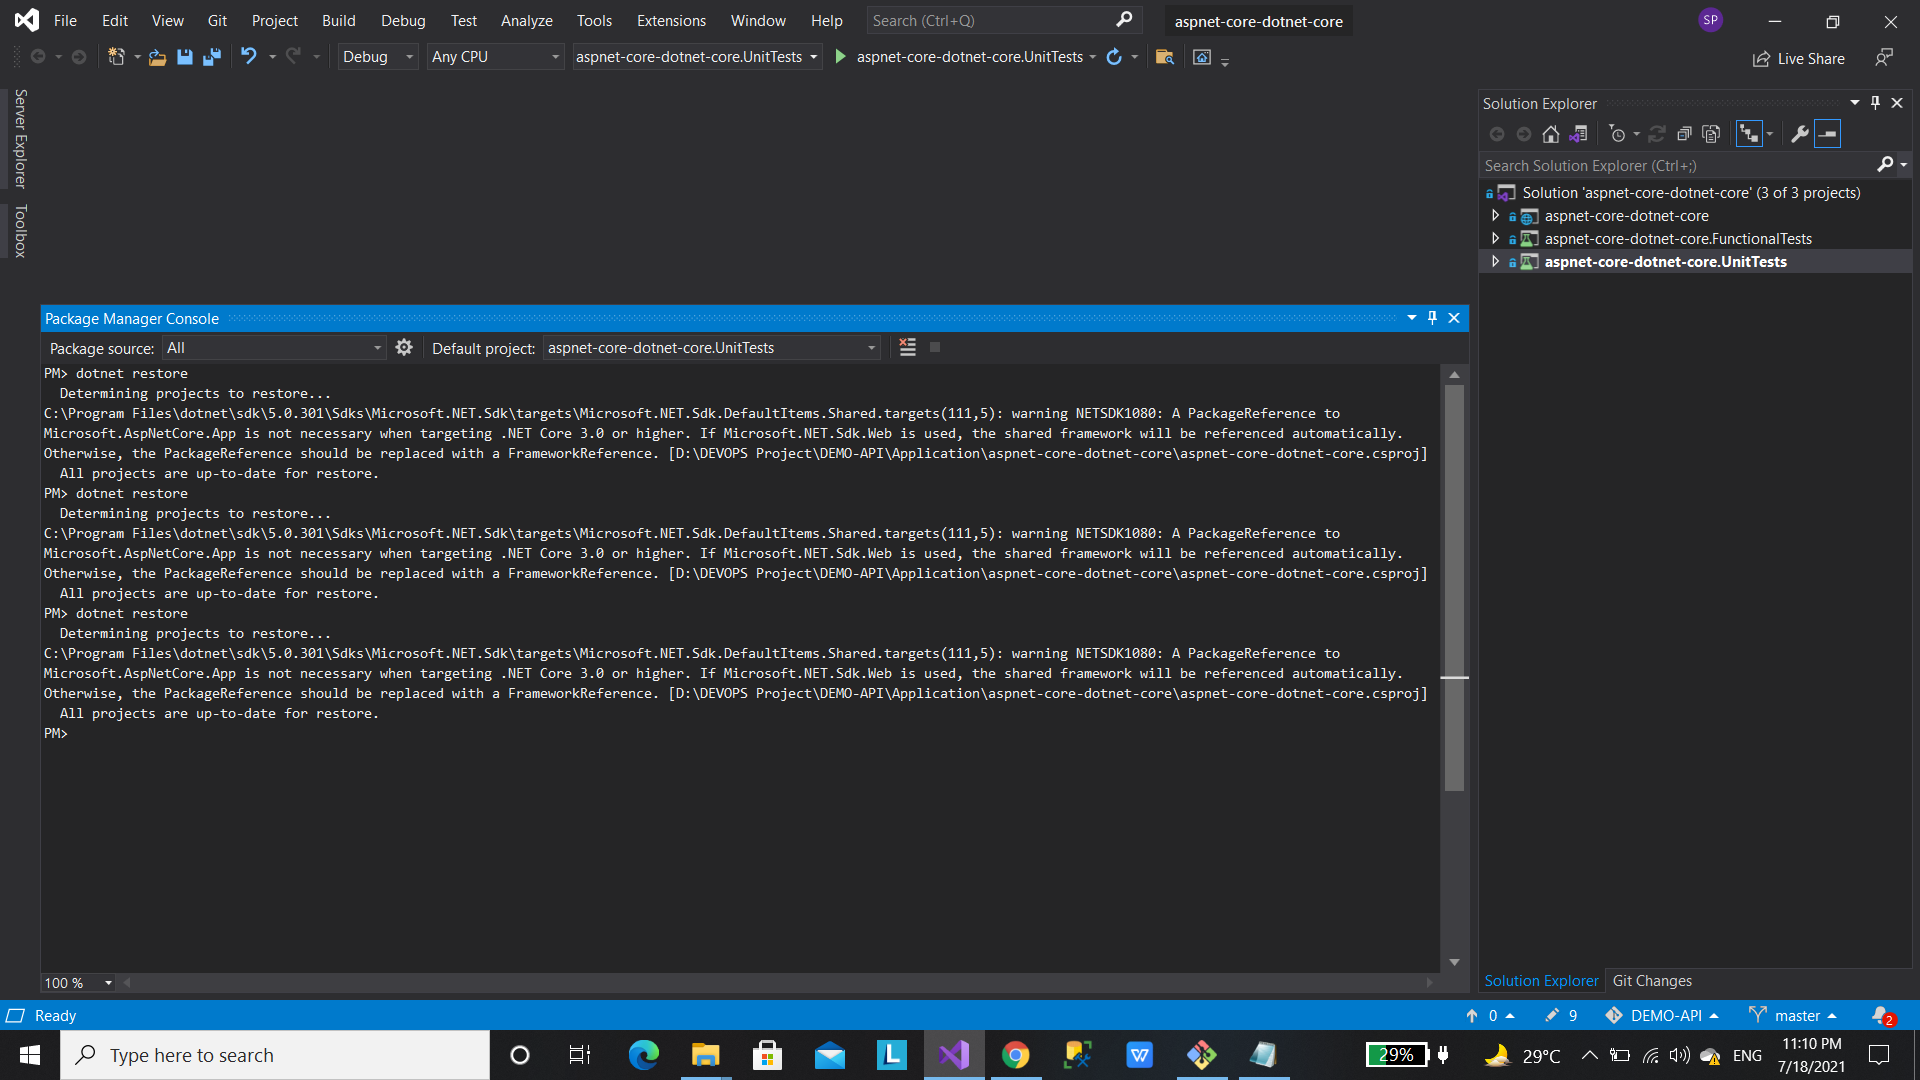 File Edit View Git Project Build Debug Test Analyze Tools Extensions Window Help Search (Ctrl+Q) aspnet-core-dotnet-core SP
Debug Any CPU aspnet-core-dotnet-core.UnitTests aspnet-core-dotnet-core.UnitTests Live Share
Server Explorer
Toolbox
Package Manager Console
Package source: All Default project: aspnet-core-dotnet-core.UnitTests
PM> dotnet restore
Determining projects to restore...
C:\Program Files\dotnet\sdk\5.0.301\Sdks\Microsoft.NET.Sdk\targets\Microsoft.NET.Sdk.DefaultItems.Shared.targets(111,5): warning NETSDK1080: A PackageReference to
Microsoft.AspNetCore.App is not necessary when targeting .NET Core 3.0 or higher. If Microsoft.NET.Sdk.Web is used, the shared framework will be referenced automatically.
Otherwise, the PackageReference should be replaced with a FrameworkReference. [D:\DEVOPS Project\DEMO-API\Application\aspnet-core-dotnet-core\aspnet-core-dotnet-core.csproj]
All projects are up-to-date for restore.
PM> dotnet restore
Determining projects to restore...
C:\Program Files\dotnet\sdk\5.0.301\Sdks\Microsoft.NET.Sdk\targets\Microsoft.NET.Sdk.DefaultItems.Shared.targets(111,5): warning NETSDK1080: A PackageReference to
Microsoft.AspNetCore.App is not necessary when targeting .NET Core 3.0 or higher. If Microsoft.NET.Sdk.Web is used, the shared framework will be referenced automatically.
Otherwise, the PackageReference should be replaced with a FrameworkReference. [D:\DEVOPS Project\DEMO-API\Application\aspnet-core-dotnet-core\aspnet-core-dotnet-core.csproj]
All projects are up-to-date for restore.
PM> dotnet restore
Determining projects to restore...
C:\Program Files\dotnet\sdk\5.0.301\Sdks\Microsoft.NET.Sdk\targets\Microsoft.NET.Sdk.DefaultItems.Shared.targets(111,5): warning NETSDK1080: A PackageReference to
Microsoft.AspNetCore.App is not necessary when targeting .NET Core 3.0 or higher. If Microsoft.NET.Sdk.Web is used, the shared framework will be referenced automatically.
Otherwise, the PackageReference should be replaced with a FrameworkReference. [D:\DEVOPS Project\DEMO-API\Application\aspnet-core-dotnet-core\aspnet-core-dotnet-core.csproj]
All projects are up-to-date for restore.
PM>
100 %
Solution Explorer
Search Solution Explorer (Ctrl+;)
Solution 'aspnet-core-dotnet-core' (3 of 3 projects)
aspnet-core-dotnet-core
aspnet-core-dotnet-core.FunctionalTests
aspnet-core-dotnet-core.UnitTests
Solution Explorer Git Changes
Ready 0 9 DEMO-API master 2
Type here to search L W 29% 29°C ENG 11:10 PM
7/18/2021